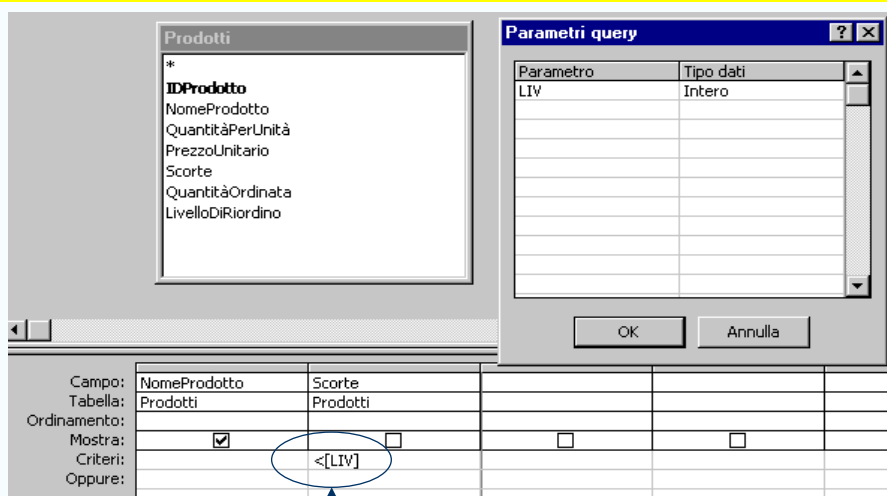 Prodotti
*
IDProdotto
NomeProdotto
QuantitàPerUnità
PrezzoUnitario
Scorte
QuantitàOrdinata
LivelloDiRiordino
Parametri query
Parametro Tipo dati
LIV Intero
OK Annulla
Campo: NomeProdotto Scorte
Tabella: Prodotti Prodotti
Ordinamento:
Mostra:
Criteri: <[LIV]
Oppure: